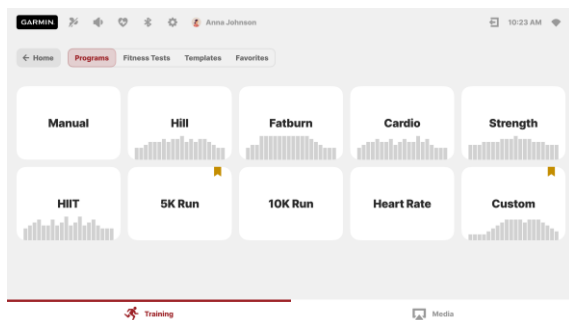 GARMIN Anna Johnson 10:23 AM
← Home Programs Fitness Tests Templates Favorites
Manual Hill Fatburn Cardio Strength
HIIT 5K Run 10K Run Heart Rate Custom
Training Media